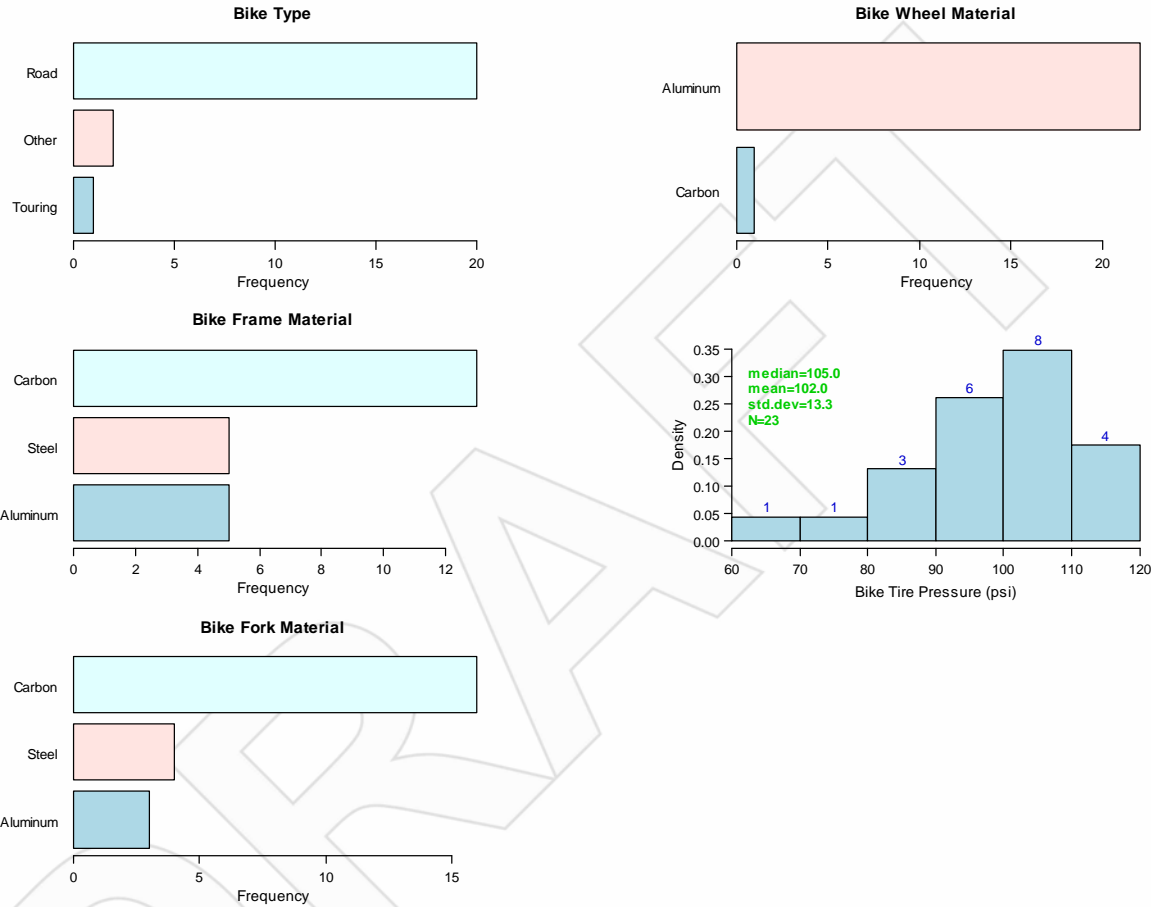 Bike Type
Road
Other
Touring
0 5 10 15 20
Frequency
Bike Wheel Material
Aluminum
Carbon
0 5 10 15 20
Frequency
Bike Frame Material
Carbon
Steel
Aluminum
0 2 4 6 8 10 12
Frequency
0.35
0.30
0.25
0.20
0.15
0.10
0.05
0.00
Density
median=105.0
mean=102.0
std.dev=13.3
N=23
1 1 3 6 8 4
60 70 80 90 100 110 120
Bike Tire Pressure (psi)
Bike Fork Material
Carbon
Steel
Aluminum
0 5 10 15
Frequency
DRAFT